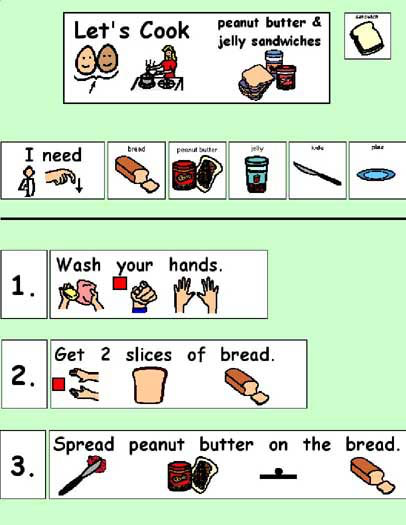 Let's Cook
peanut butter &
jelly sandwiches
sandwich
I need
bread
peanut butter
jelly
knife
1. Wash your hands.
2. Get 2 slices of bread.
3. Spread peanut butter on the bread.